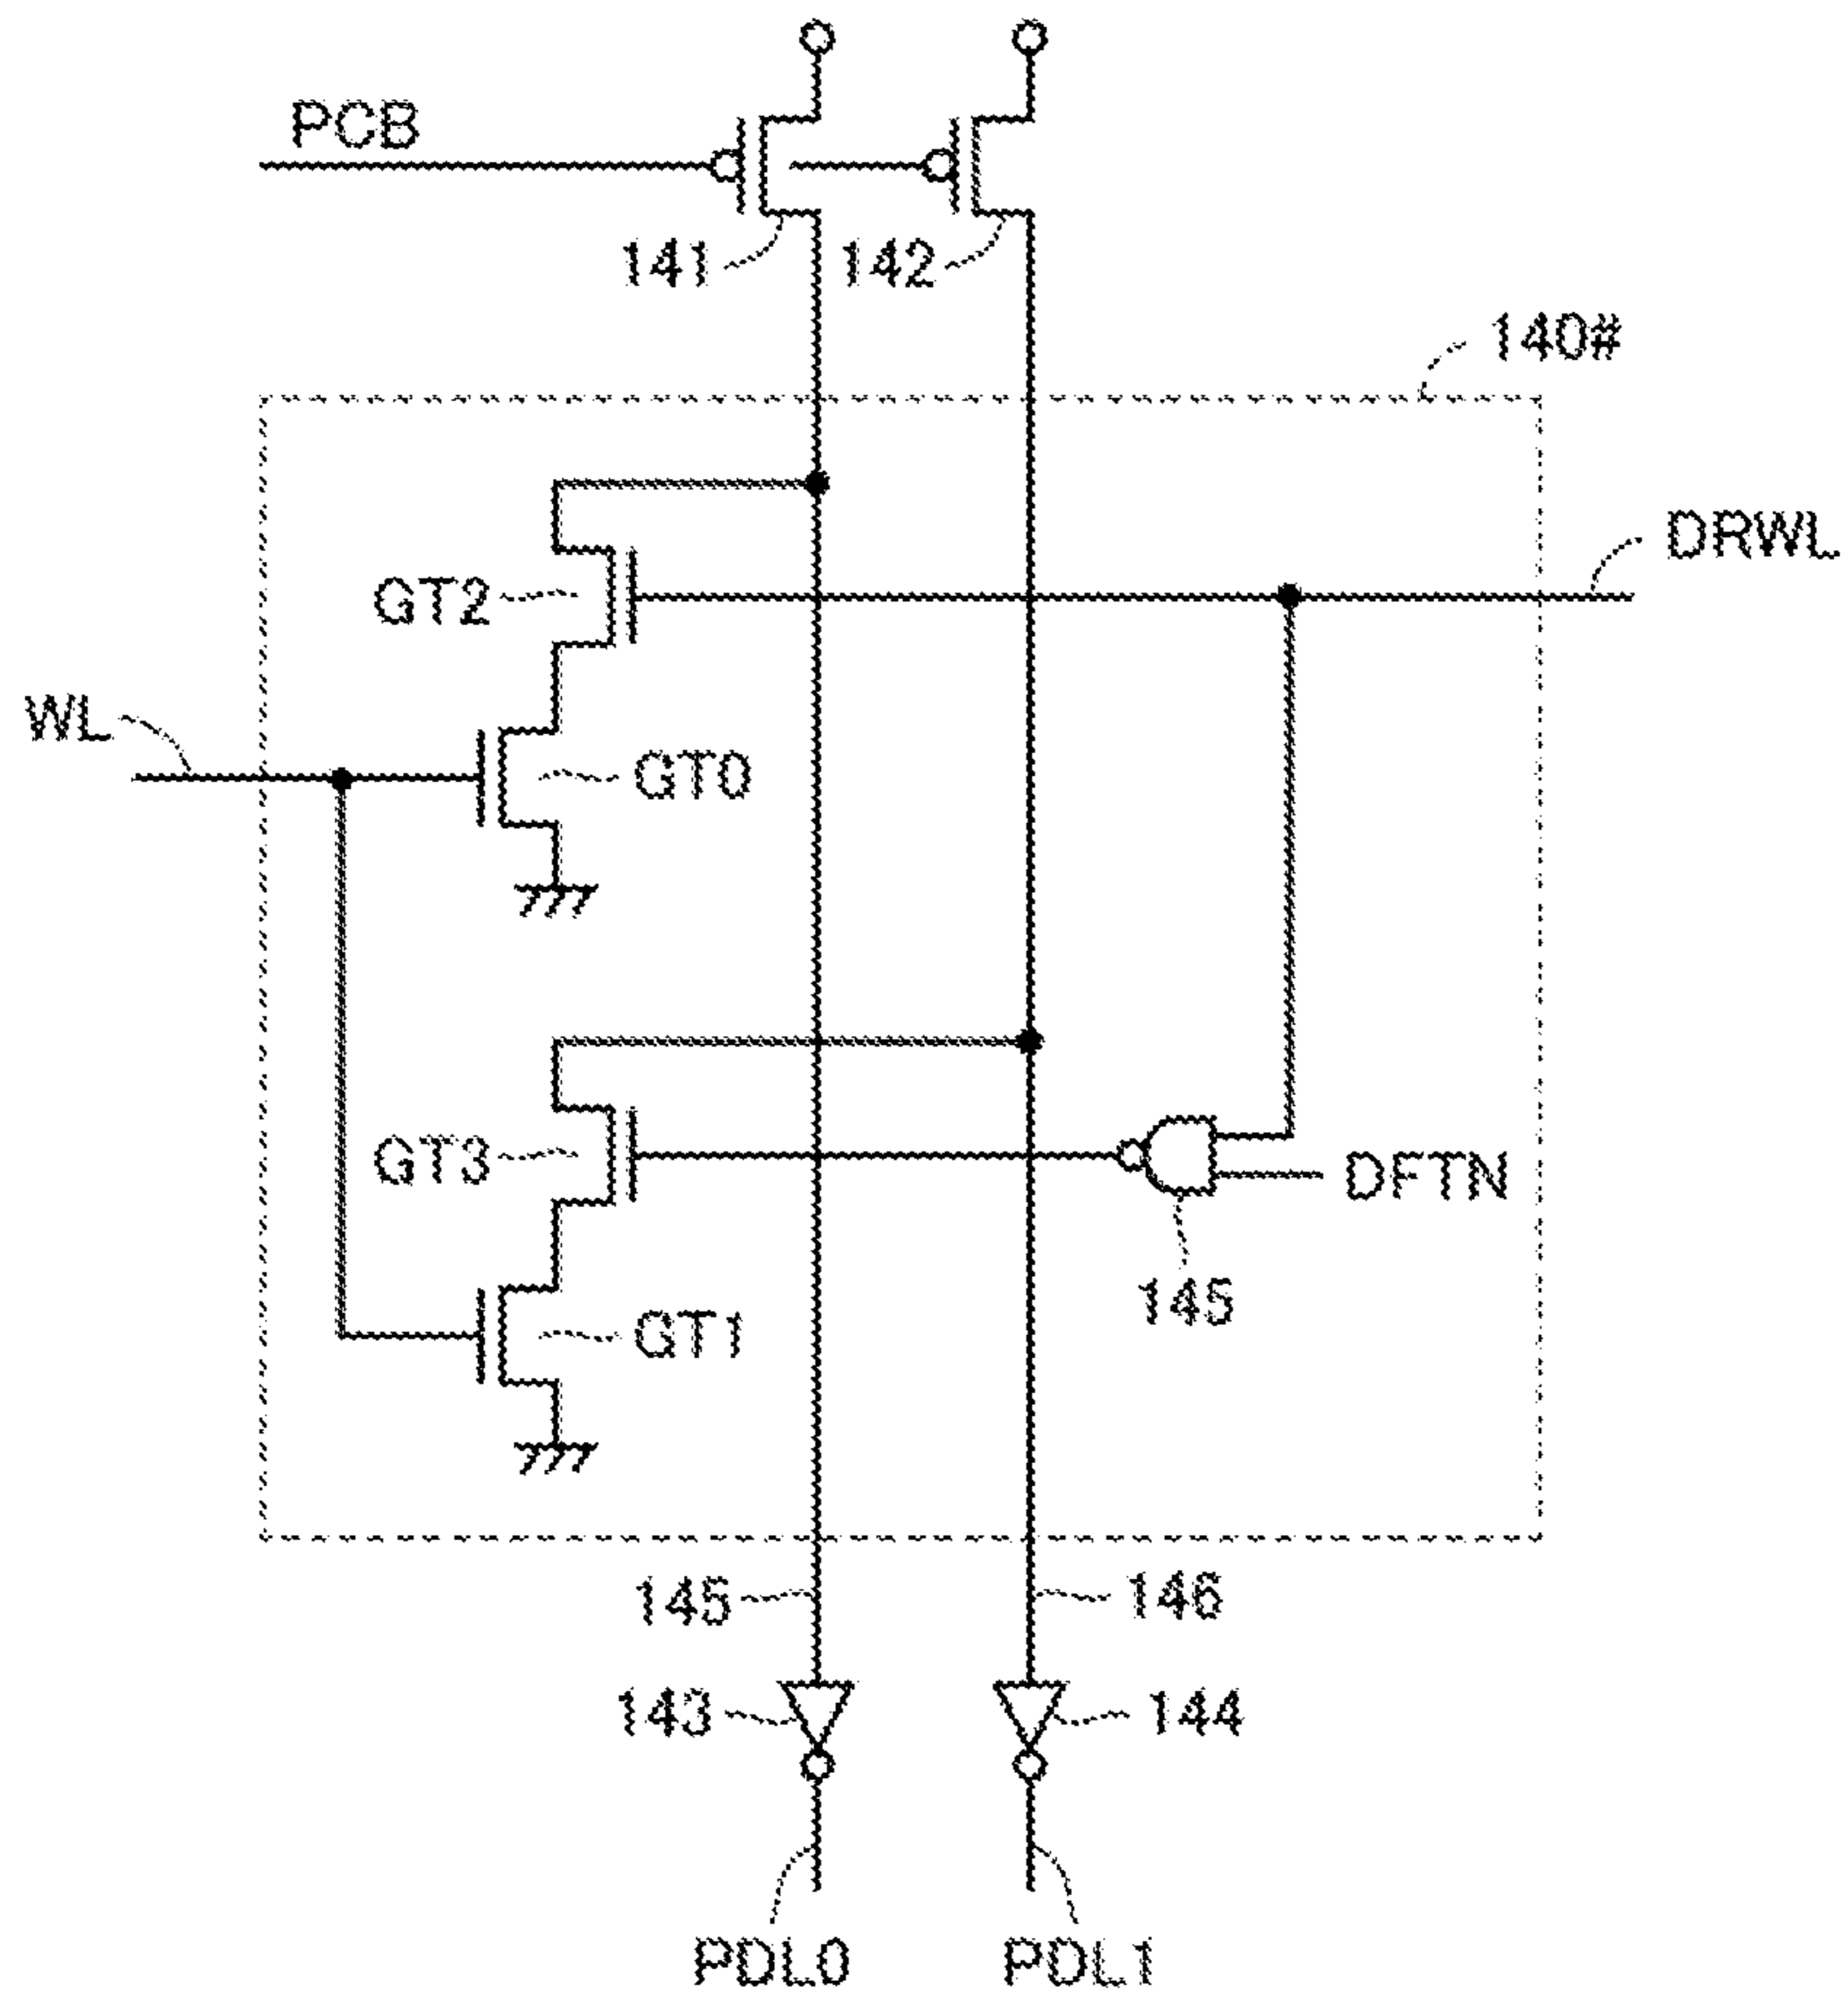 PCB
141
142
140#
DRWL
GT2
WL
GT0
GT3
DFTN
145
GT1
145
146
143
144
PDL0
PDL1